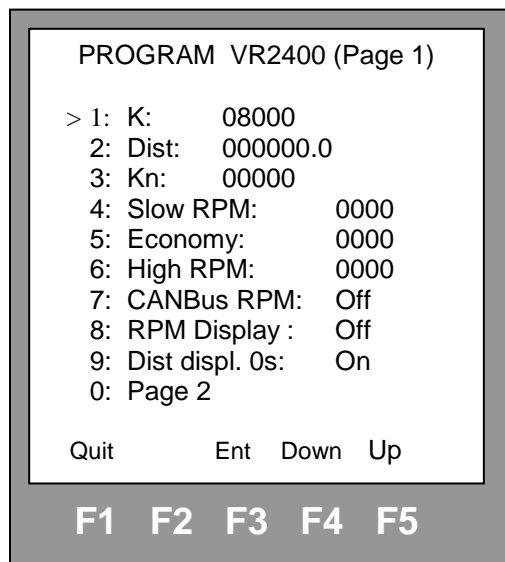 PROGRAM VR2400 (Page 1)
> 1: K: 08000
2: Dist: 000000.0
3: Kn: 00000
4: Slow RPM: 0000
5: Economy: 0000
6: High RPM: 0000
7: CANBus RPM: Off
8: RPM Display : Off
9: Dist displ. 0s: On
0: Page 2
Quit Ent Down Up
F1 F2 F3 F4 F5